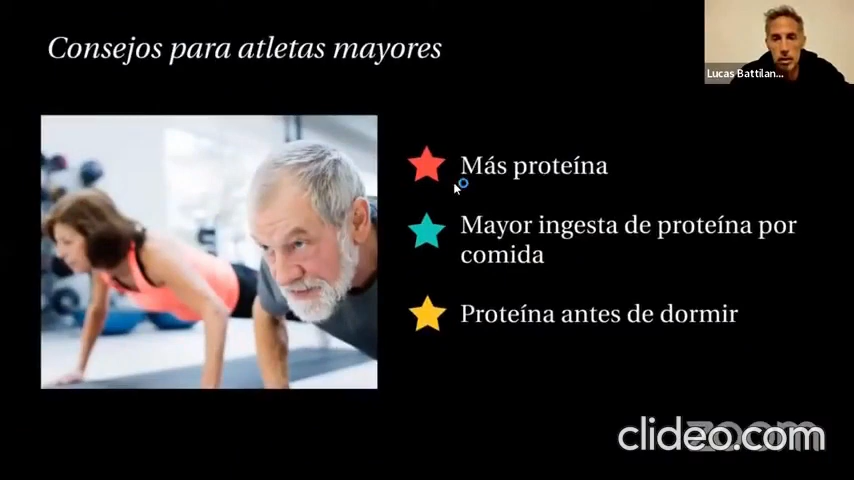 Consejos para atletas mayores
Lucas Battilan...
Más proteína
Mayor ingesta de proteína por
comida
Proteína antes de dormir
zoom
clideo.com